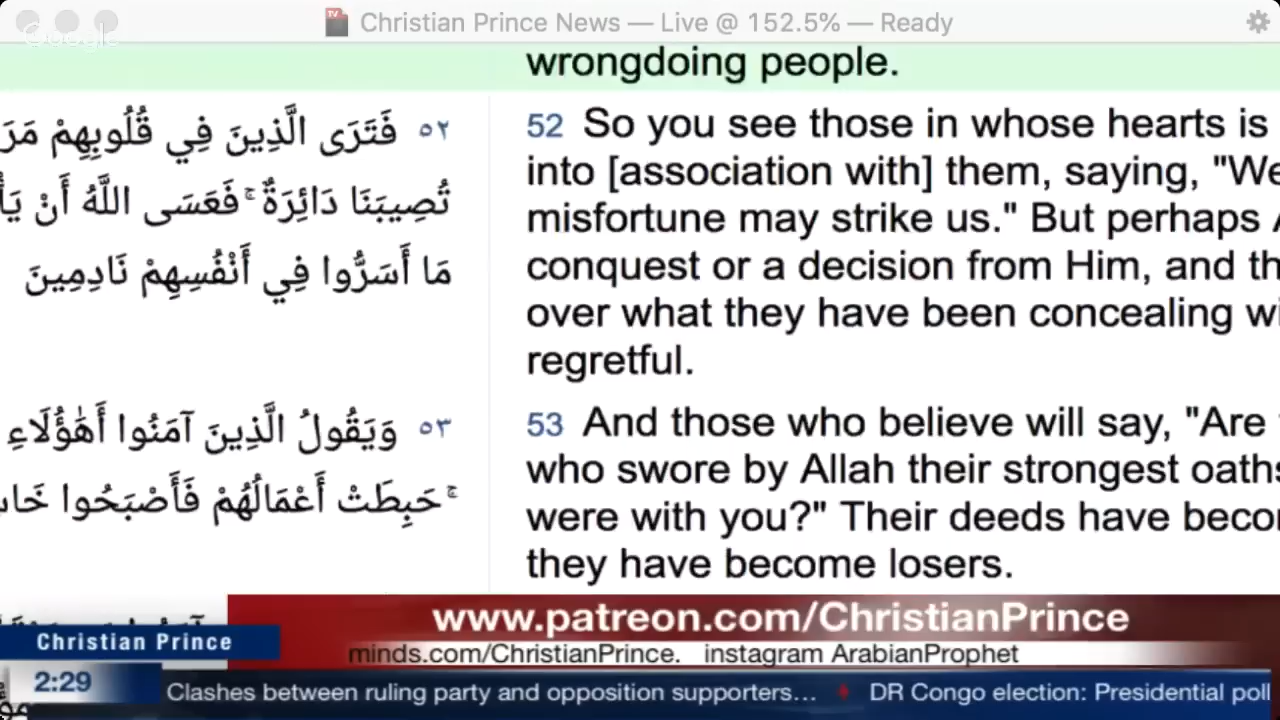 Christian Prince News — Live @ 152.5% — Ready
Google
wrongdoing people.
٥٢ فَتَرَى الَّذِينَ فِي قُلُوبِهِمْ
تُصِيبَنَا دَائِرَةٌ ۚ فَعَسَى اللَّهُ أَنْ
مَا أَسَرُّوا فِي أَنْفُسِهِمْ نَادِمِينَ
52 So you see those in whose hearts is
into [association with] them, saying, "We
misfortune may strike us." But perhaps
conquest or a decision from Him, and
over what they have been concealing
regretful.
٥٣ وَيَقُولُ الَّذِينَ آمَنُوا أَهَٰؤُلَاءِ
ۚ حَبِطَتْ أَعْمَالُهُمْ فَأَصْبَحُوا
53 And those who believe will say, "Are
who swore by Allah their strongest oaths
were with you?" Their deeds have
they have become losers.
www.patreon.com/ChristianPrince
Christian Prince
minds.com/ChristianPrince. instagram ArabianProphet
2:29
Clashes between ruling party and opposition supporters... DR Congo election: Presidential poll